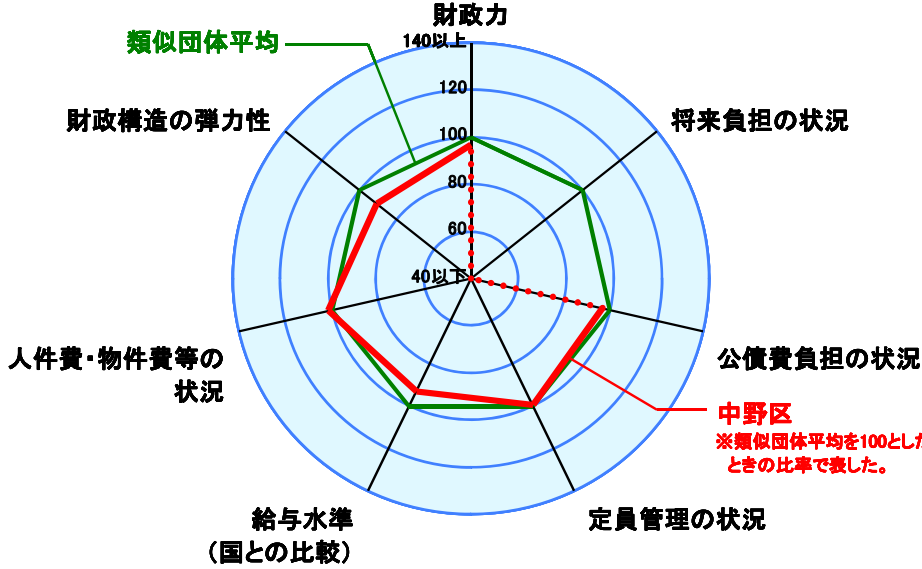 財政力
140以上
類似団体平均
120
財政構造の弾力性
将来負担の状況
100
80
60
40以下
人件費・物件費等の
状況
公債費負担の状況
中野区
※類似団体平均を100とした
ときの比率で表した。
給与水準
(国との比較)
定員管理の状況